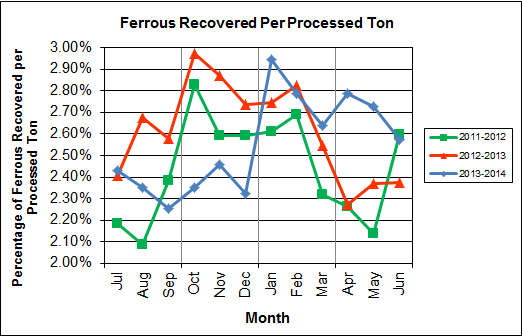 Ferrous Recovered Per Processed Ton
Percentage of Ferrous Recovered per
Processed Ton
3.00%
2.90%
2.80%
2.70%
2.60%
2.50%
2.40%
2.30%
2.20%
2.10%
2.00%
Jul
Aug
Sep
Oct
Nov
Dec
Jan
Feb
Mar
Apr
May
Jun
Month
2011-2012
2012-2013
2013-2014